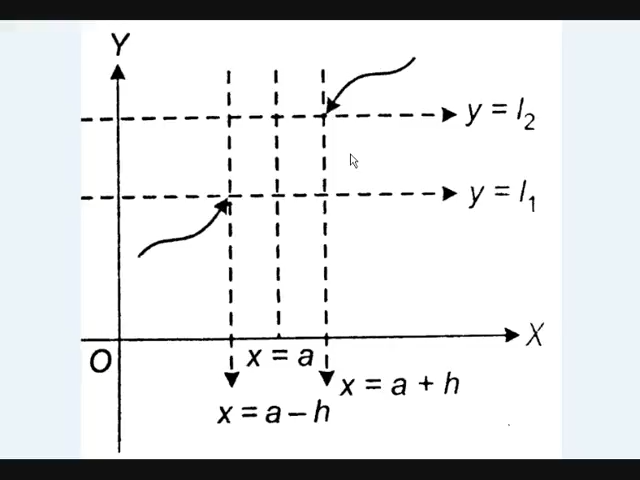 Y
y = l₂
y = l₁
X
O
x = a
x = a + h
x = a – h